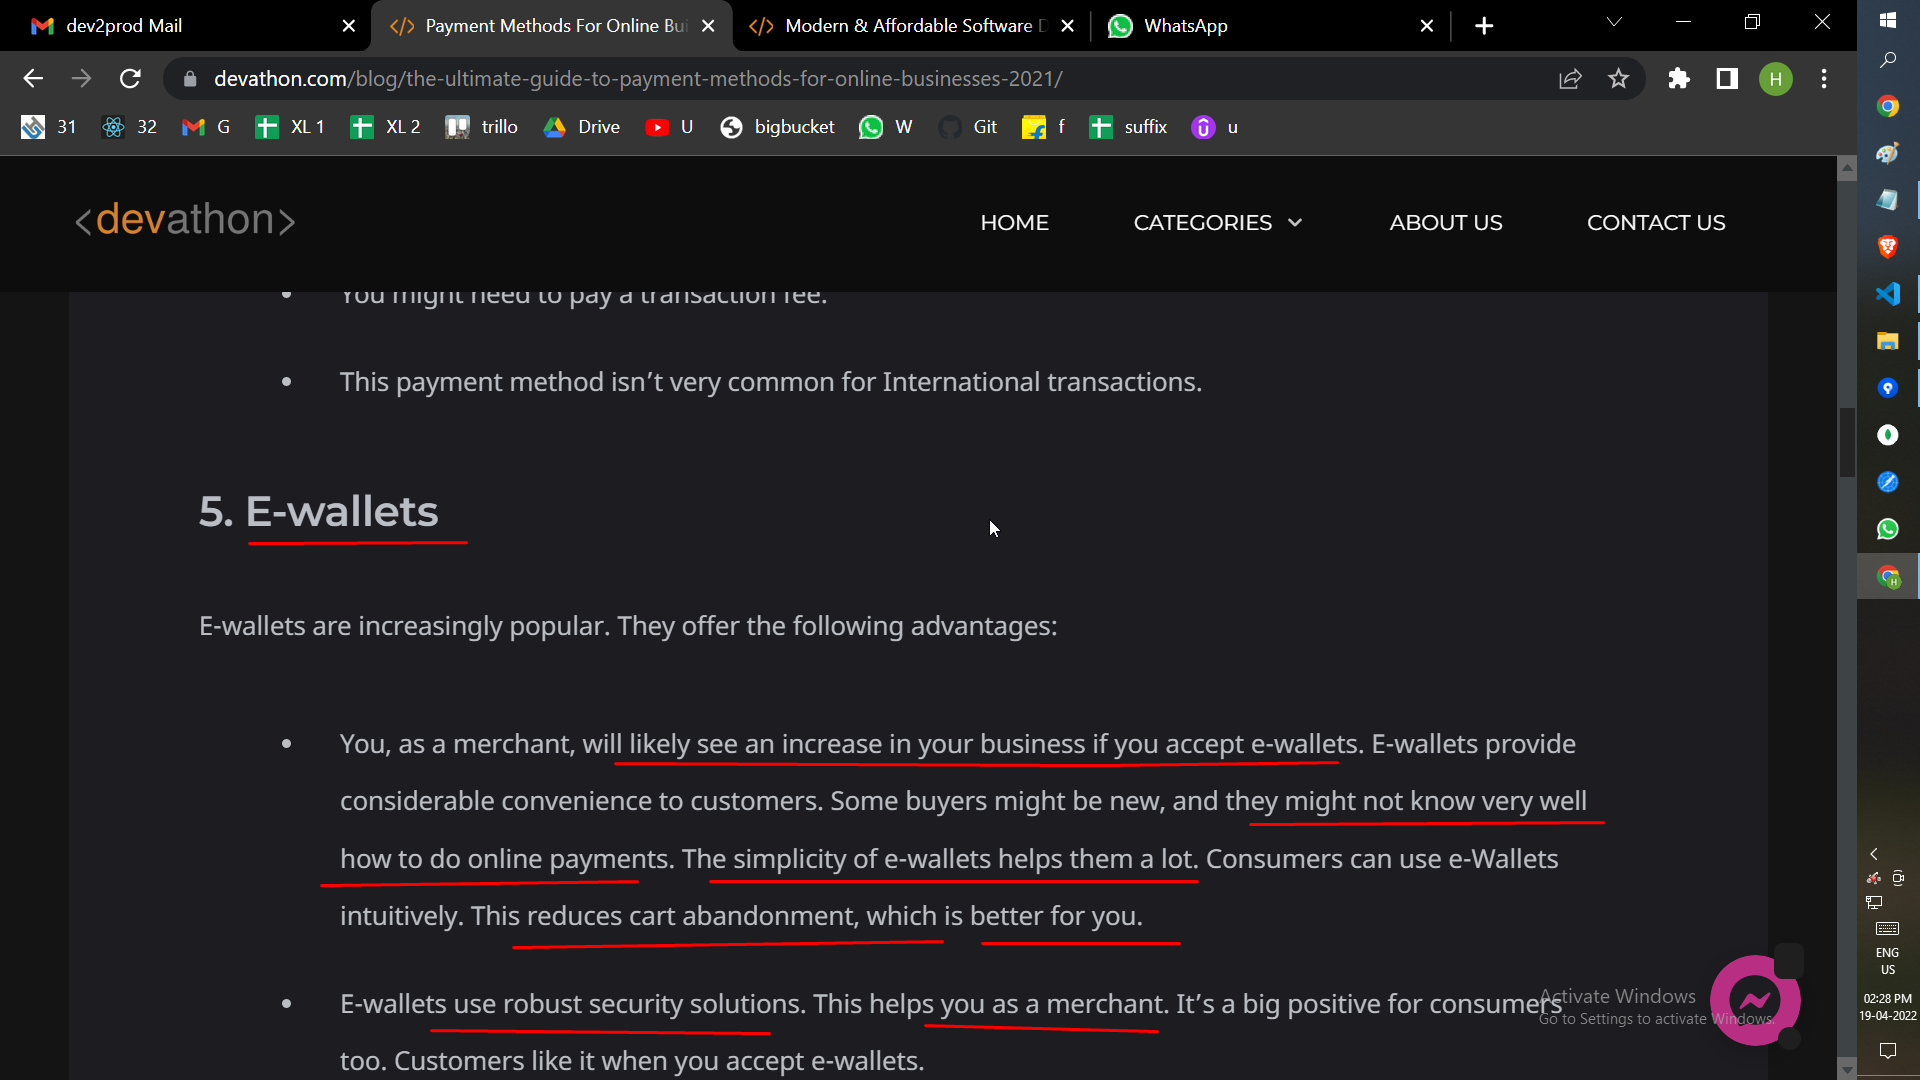 dev2prod Mail
Payment Methods For Online Bu
Modern & Affordable Software D
WhatsApp
devathon.com/blog/the-ultimate-guide-to-payment-methods-for-online-businesses-2021/
H
31
32
G
XL 1
XL 2
trillo
Drive
U
bigbucket
W
Git
f
suffix
u
<devathon>
HOME
CATEGORIES
ABOUT US
CONTACT US
• You might need to pay a transaction fee.
• This payment method isn’t very common for International transactions.
5. E-wallets
E-wallets are increasingly popular. They offer the following advantages:
• You, as a merchant, will likely see an increase in your business if you accept e-wallets. E-wallets provide
considerable convenience to customers. Some buyers might be new, and they might not know very well
how to do online payments. The simplicity of e-wallets helps them a lot. Consumers can use e-Wallets
intuitively. This reduces cart abandonment, which is better for you.
• E-wallets use robust security solutions. This helps you as a merchant. It’s a big positive for consumers
too. Customers like it when you accept e-wallets.
Activate Windows
Go to Settings to activate Windows.
ENG
US
02:28 PM
19-04-2022